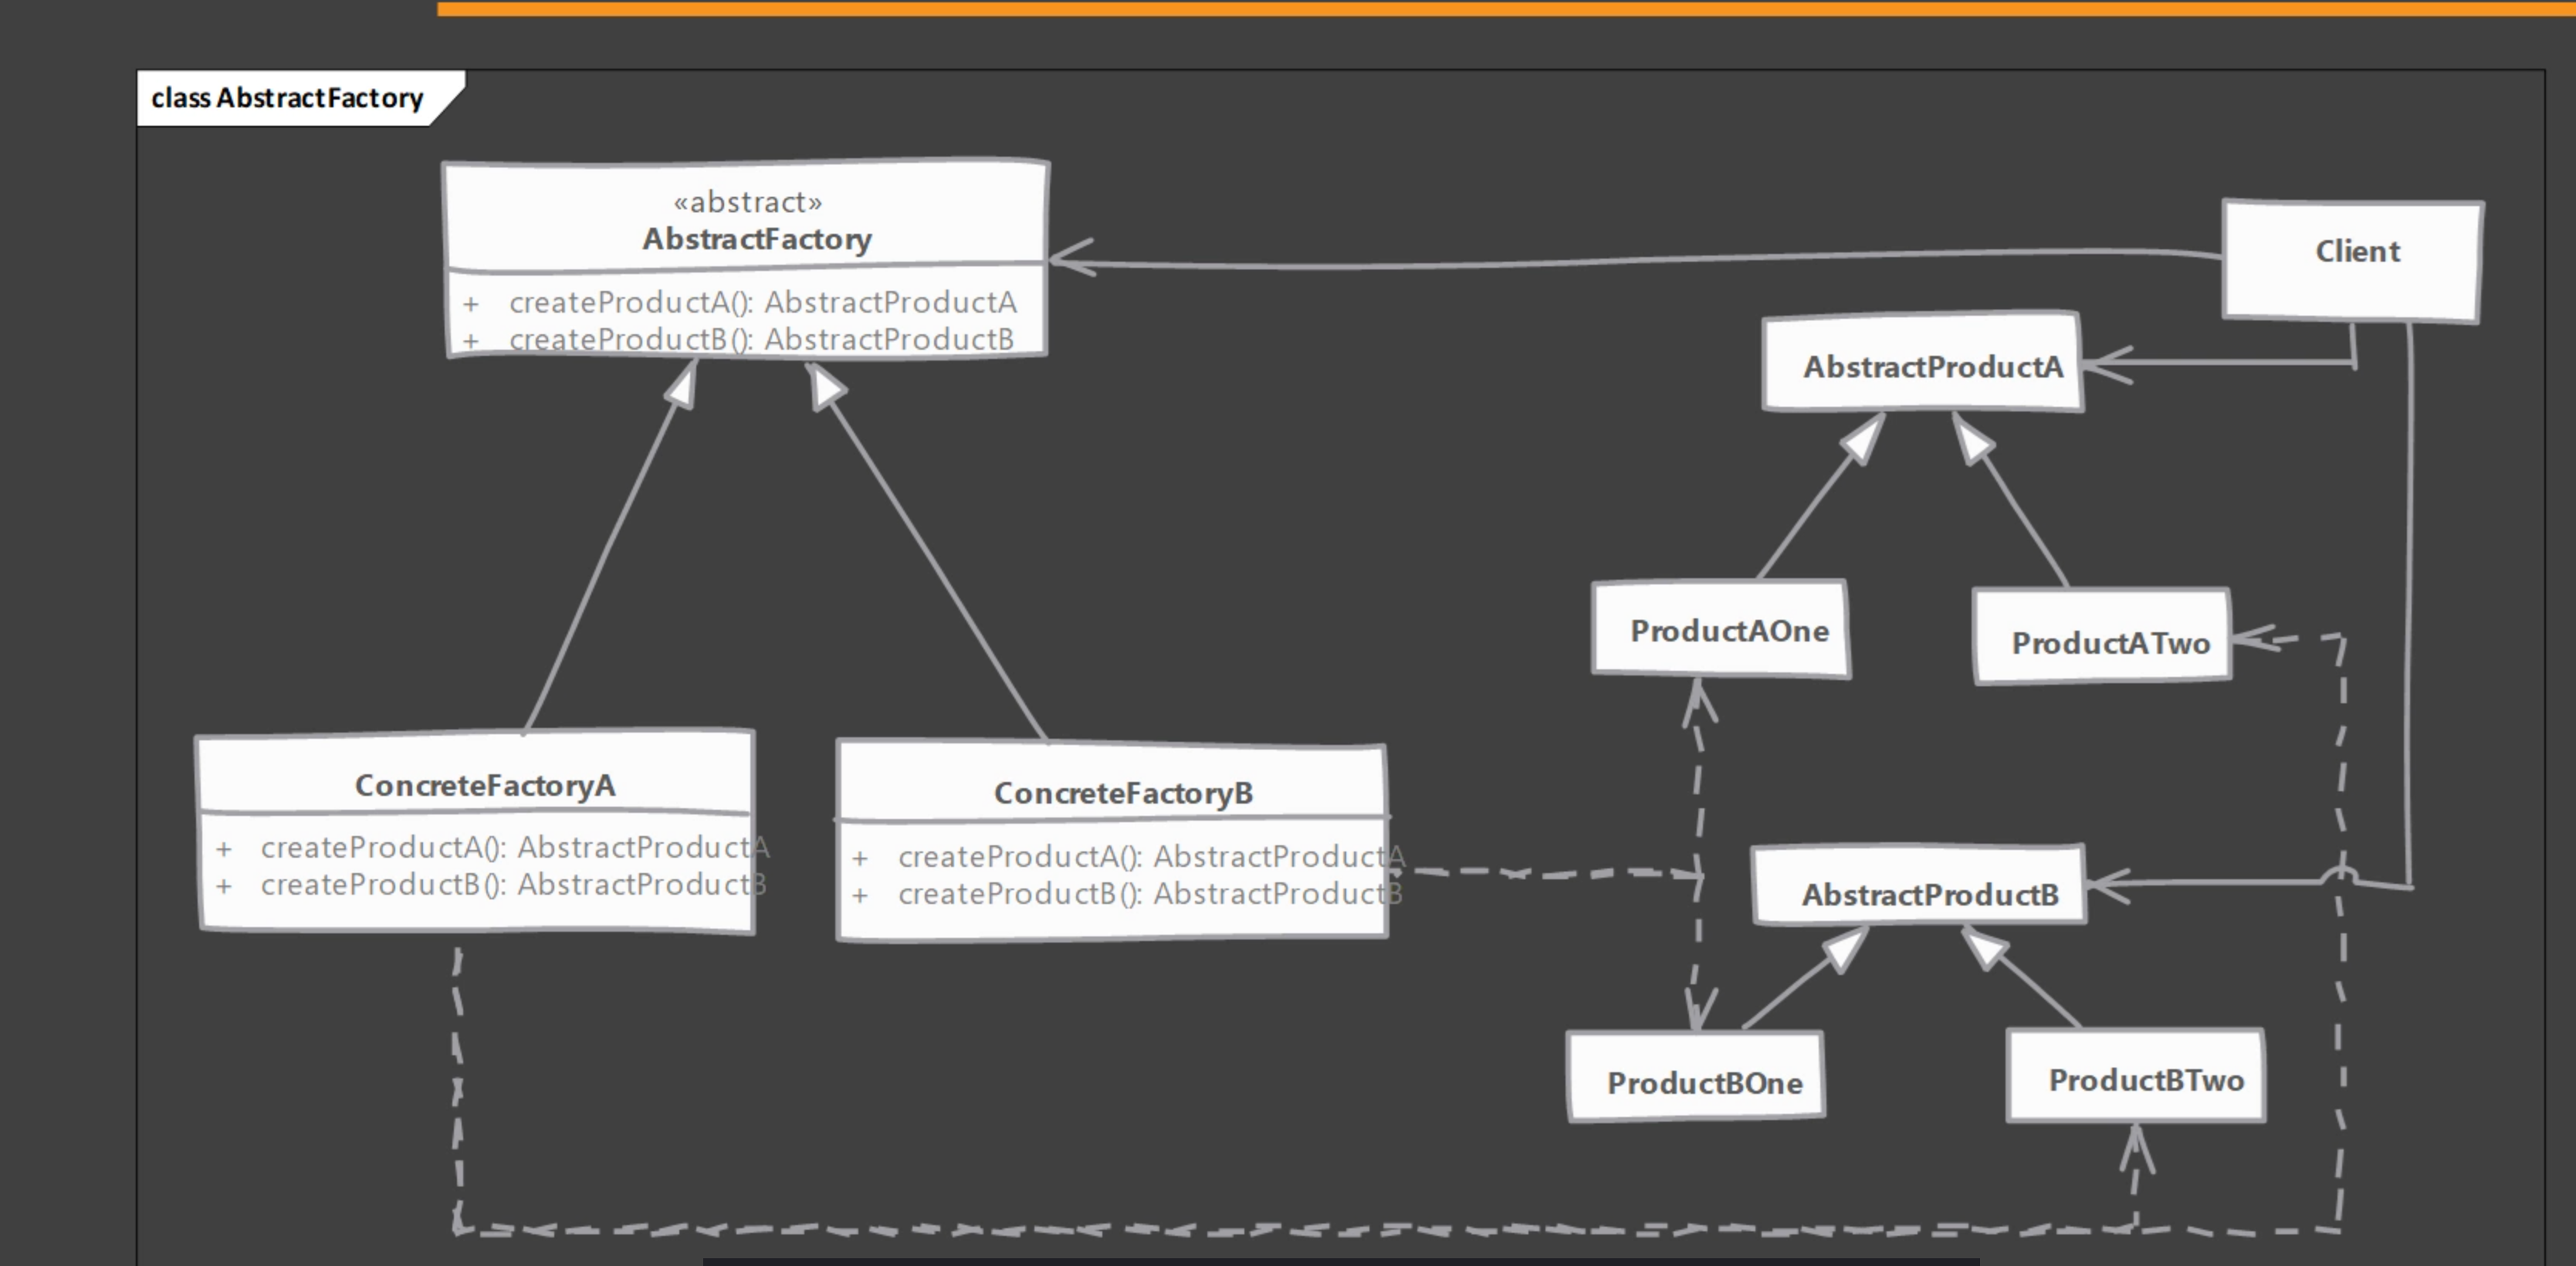 class AbstractFactory
«abstract»
AbstractFactory
+ createProductA(): AbstractProductA
+ createProductB(): AbstractProductB
Client
AbstractProductA
ProductAOne
ProductATwo
ConcreteFactoryA
+ createProductA(): AbstractProductA
+ createProductB(): AbstractProductB
ConcreteFactoryB
+ createProductA(): AbstractProductA
+ createProductB(): AbstractProductB
AbstractProductB
ProductBOne
ProductBTwo